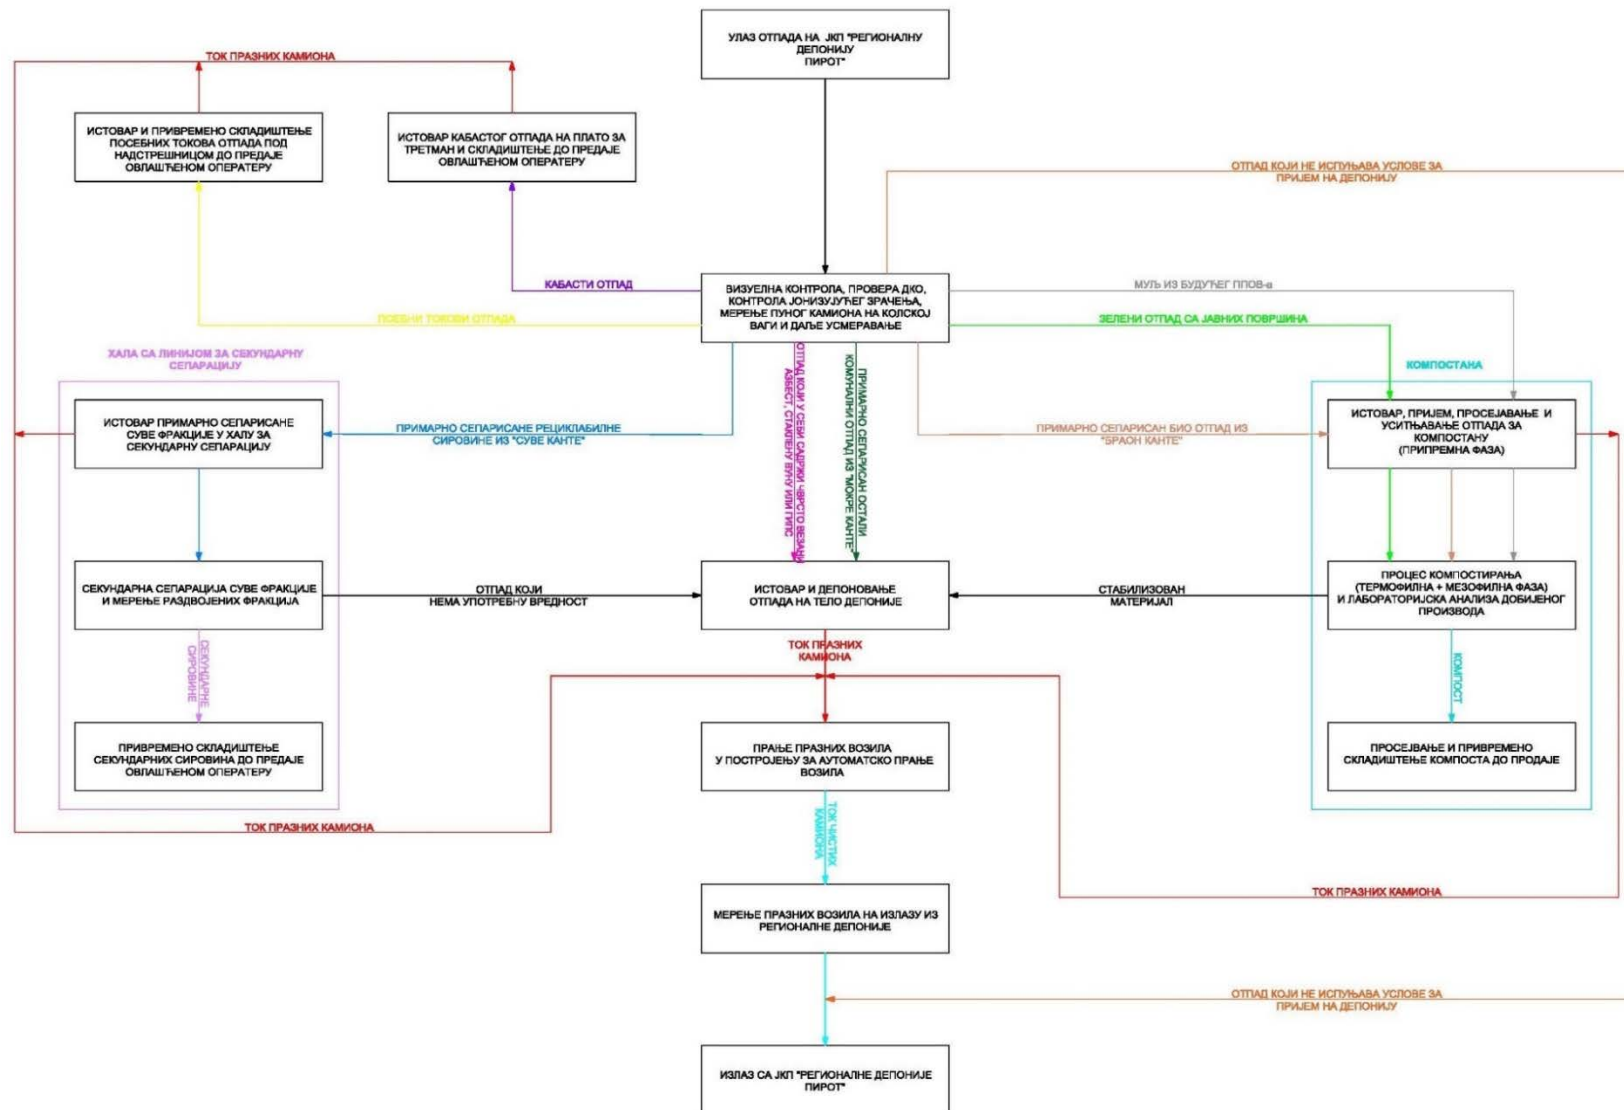 УЛАЗ ОТПАДА НА ЈКП "РЕГИОНАЛНУ
ДЕПОНИЈУ
ПИРОТ"
ТОК ПРАЗНИХ КАМИОНА
ИСТОВАР И ПРИВРЕМЕНО СКЛАДИШТЕЊЕ
ПОСЕБНИХ ТОКОВА ОТПАДА ПОД
НАДСТРЕШНИЦОМ ДО ПРЕДАЈЕ
ОВЛАШЋЕНОМ ОПЕРАТЕРУ
ИСТОВАР КАБАСТОГ ОТПАДА НА ПЛАТО ЗА
ТРЕТМАН И СКЛАДИШТЕЊЕ ДО ПРЕДАЈЕ
ОВЛАШЋЕНОМ ОПЕРАТЕРУ
ОТПАД КОЈИ НЕ ИСПУЊАВА УСЛОВЕ ЗА
ПРИЈЕМ НА ДЕПОНИЈУ
КАБАСТИ ОТПАД
ПОЕБНИ ТОКОВИ ОТПАДА
ВИЗУЕЛНА КОНТРОЛА, ПРОВЕРА ДКО,
КОНТРОЛА ЈОНИЗУЈУЋЕГ ЗРАЧЕЊА,
МЕРЕЊЕ ПУНОГ КАМИОНА НА КОЛСКОЈ
ВАГИ И ДАЉЕ УСМЕРАВАЊЕ
МУЉ ИЗ БУДУЋЕГ ППОВ-а
ЗЕЛЕНИ ОТПАД СА ЈАВНИХ ПОВРШИНА
ХАЛА СА ЛИНИЈОМ ЗА СЕКУНДАРНУ
СЕПАРАЦИЈУ
КОМПОСТАНА
ИСТОВАР ПРИМАРНО СЕПАРИСАНЕ
СУВЕ ФРАКЦИЈЕ У ХАЛУ ЗА
СЕКУНДАРНУ СЕПАРАЦИЈУ
ПРИМАРНО СЕПАРИСАНЕ РЕЦИКЛАБИЛНЕ
СИРОВИНЕ ИЗ "СУВЕ КАНТЕ"
ОТПАД КОЈИ У СЕБИ САДРЖИ ЧВРСТО ВЕЗАНИ
АЗБЕСТ, СТАКЛЕНУ ВУНУ ИЛИ ГИПС
ПРИМАРНО СЕПАРИСАН ОСТАЛИ
КОМУНАЛНИ ОТПАД ИЗ "МОКРЕ КАНТЕ"
ПРИМАРНО СЕПАРИСАН БИО ОТПАД ИЗ
"БРАОН КАНТЕ"
ИСТОВАР, ПРИЈЕМ, ПРОСЕЈАВАЊЕ И
УСИТЊАВАЊЕ ОТПАДА ЗА
КОМПОСТАНУ
(ПРИПРЕМНА ФАЗА)
СЕКУНДАРНА СЕПАРАЦИЈА СУВЕ ФРАКЦИЈЕ
И МЕРЕЊЕ РАЗДВОЈЕНИХ ФРАКЦИЈА
ОТПАД КОЈИ
НЕМА УПОТРЕБНУ ВРЕДНОСТ
ИСТОВАР И ДЕПОНОВАЊЕ
ОТПАДА НА ТЕЛО ДЕПОНИЈЕ
СТАБИЛИЗОВАН
МАТЕРИЈАЛ
ПРОЦЕС КОМПОСТИРАЊА
(ТЕРМОФИЛНА + МЕЗОФИЛНА ФАЗА)
И ЛАБОРАТОРИЈСКА АНАЛИЗА ДОБИЈЕНОГ
ПРОИЗВОДА
СЕКУНДАРНЕ
СИРОВИНЕ
ТОК ПРАЗНИХ
КАМИОНА
КОМПОСТ
ПРИВРЕМЕНО СКЛАДИШТЕЊЕ
СЕКУНДАРНИХ СИРОВИНА ДО ПРЕДАЈЕ
ОВЛАШЋЕНОМ ОПЕРАТЕРУ
ПРАЊЕ ПРАЗНИХ ВОЗИЛА
У ПОСТРОЈЕЊУ ЗА АУТОМАТСКО ПРАЊЕ
ВОЗИЛА
ПРОСЕЈВАЊЕ И ПРИВРЕМЕНО
СКЛАДИШТЕЊЕ КОМПОСТА ДО ПРОДАЈЕ
ТОК ПРАЗНИХ КАМИОНА
ТОК ЧИСТИХ
КАМИОНА
МЕРЕЊЕ ПРАЗНИХ ВОЗИЛА НА ИЗЛАЗУ ИЗ
РЕГИОНАЛНЕ ДЕПОНИЈЕ
ТОК ПРАЗНИХ КАМИОНА
ОТПАД КОЈИ НЕ ИСПУЊАВА УСЛОВЕ ЗА
ПРИЈЕМ НА ДЕПОНИЈУ
ИЗЛАЗ СА ЈКП "РЕГИОНАЛНЕ ДЕПОНИЈЕ
ПИРОТ"